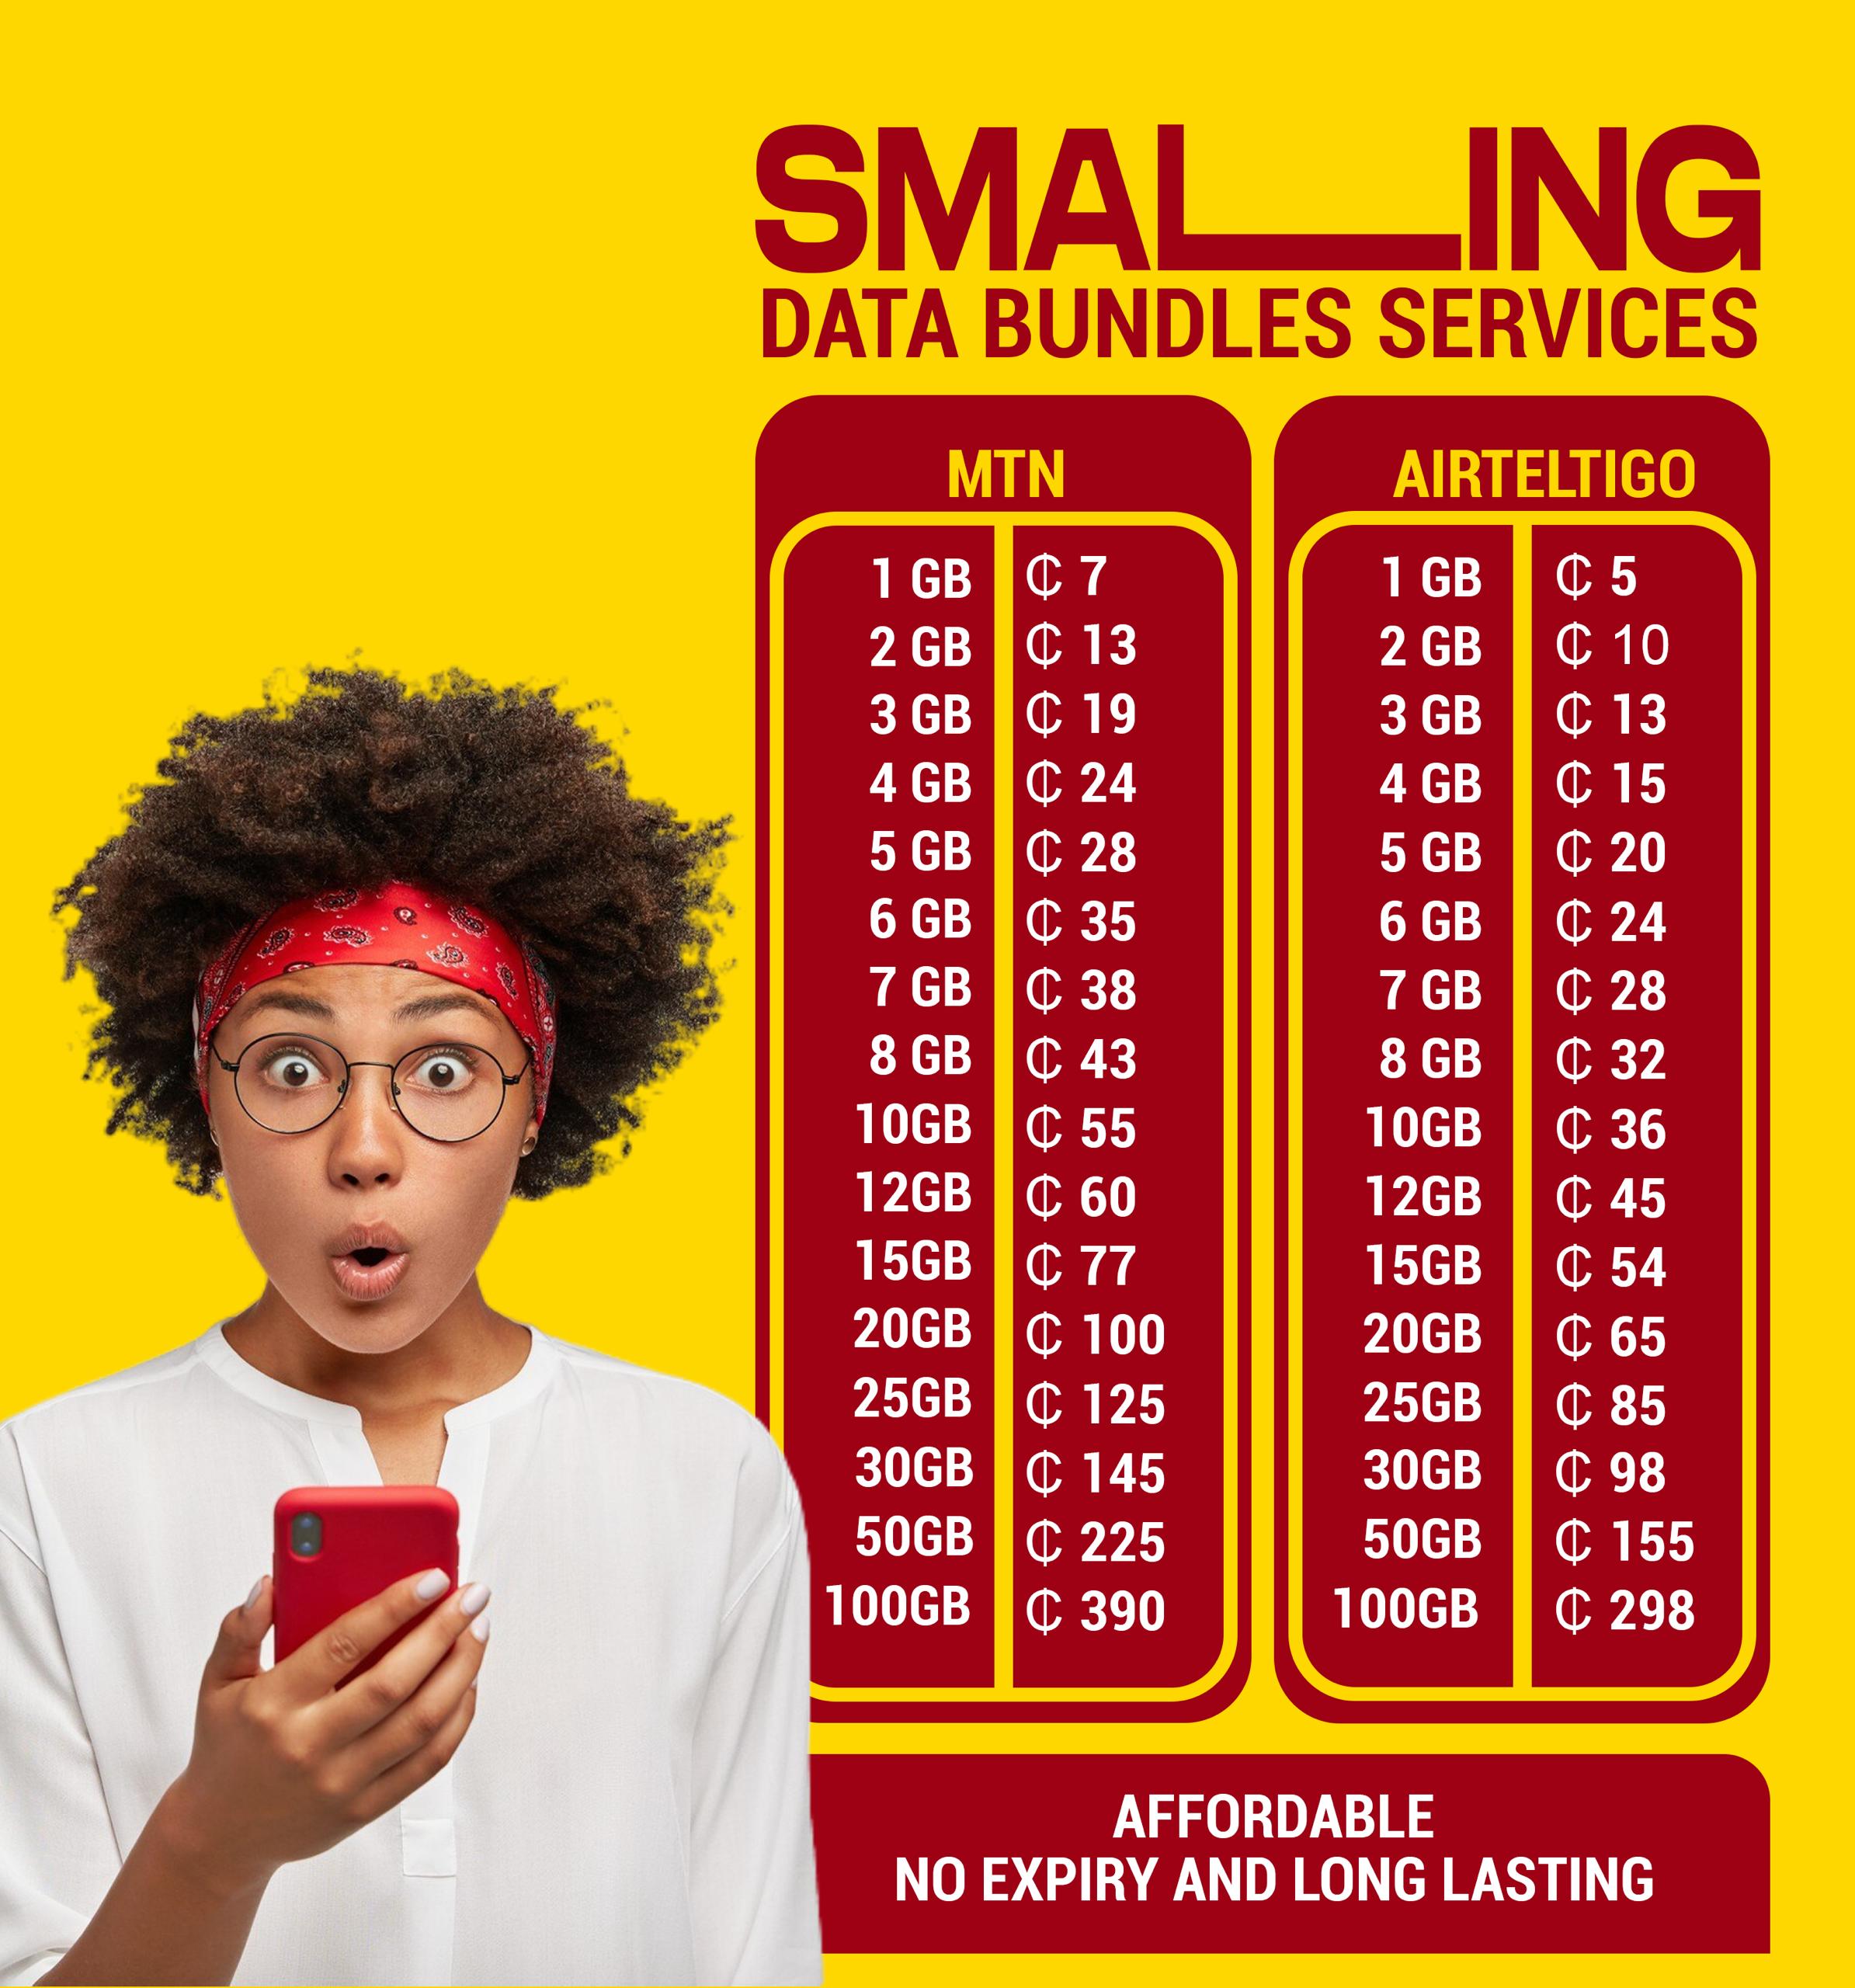 SMALING
DATA BUNDLES SERVICES
MTN
1 GB ₵ 7
2 GB ₵ 13
3 GB ₵ 19
4 GB ₵ 24
5 GB ₵ 28
6 GB ₵ 35
7 GB ₵ 38
8 GB ₵ 43
10GB ₵ 55
12GB ₵ 60
15GB ₵ 77
20GB ₵ 100
25GB ₵ 125
30GB ₵ 145
50GB ₵ 225
100GB ₵ 390
AIRTELTIGO
1 GB ₵ 5
2 GB ₵ 10
3 GB ₵ 13
4 GB ₵ 15
5 GB ₵ 20
6 GB ₵ 24
7 GB ₵ 28
8 GB ₵ 32
10GB ₵ 36
12GB ₵ 45
15GB ₵ 54
20GB ₵ 65
25GB ₵ 85
30GB ₵ 98
50GB ₵ 155
100GB ₵ 298
AFFORDABLE
NO EXPIRY AND LONG LASTING